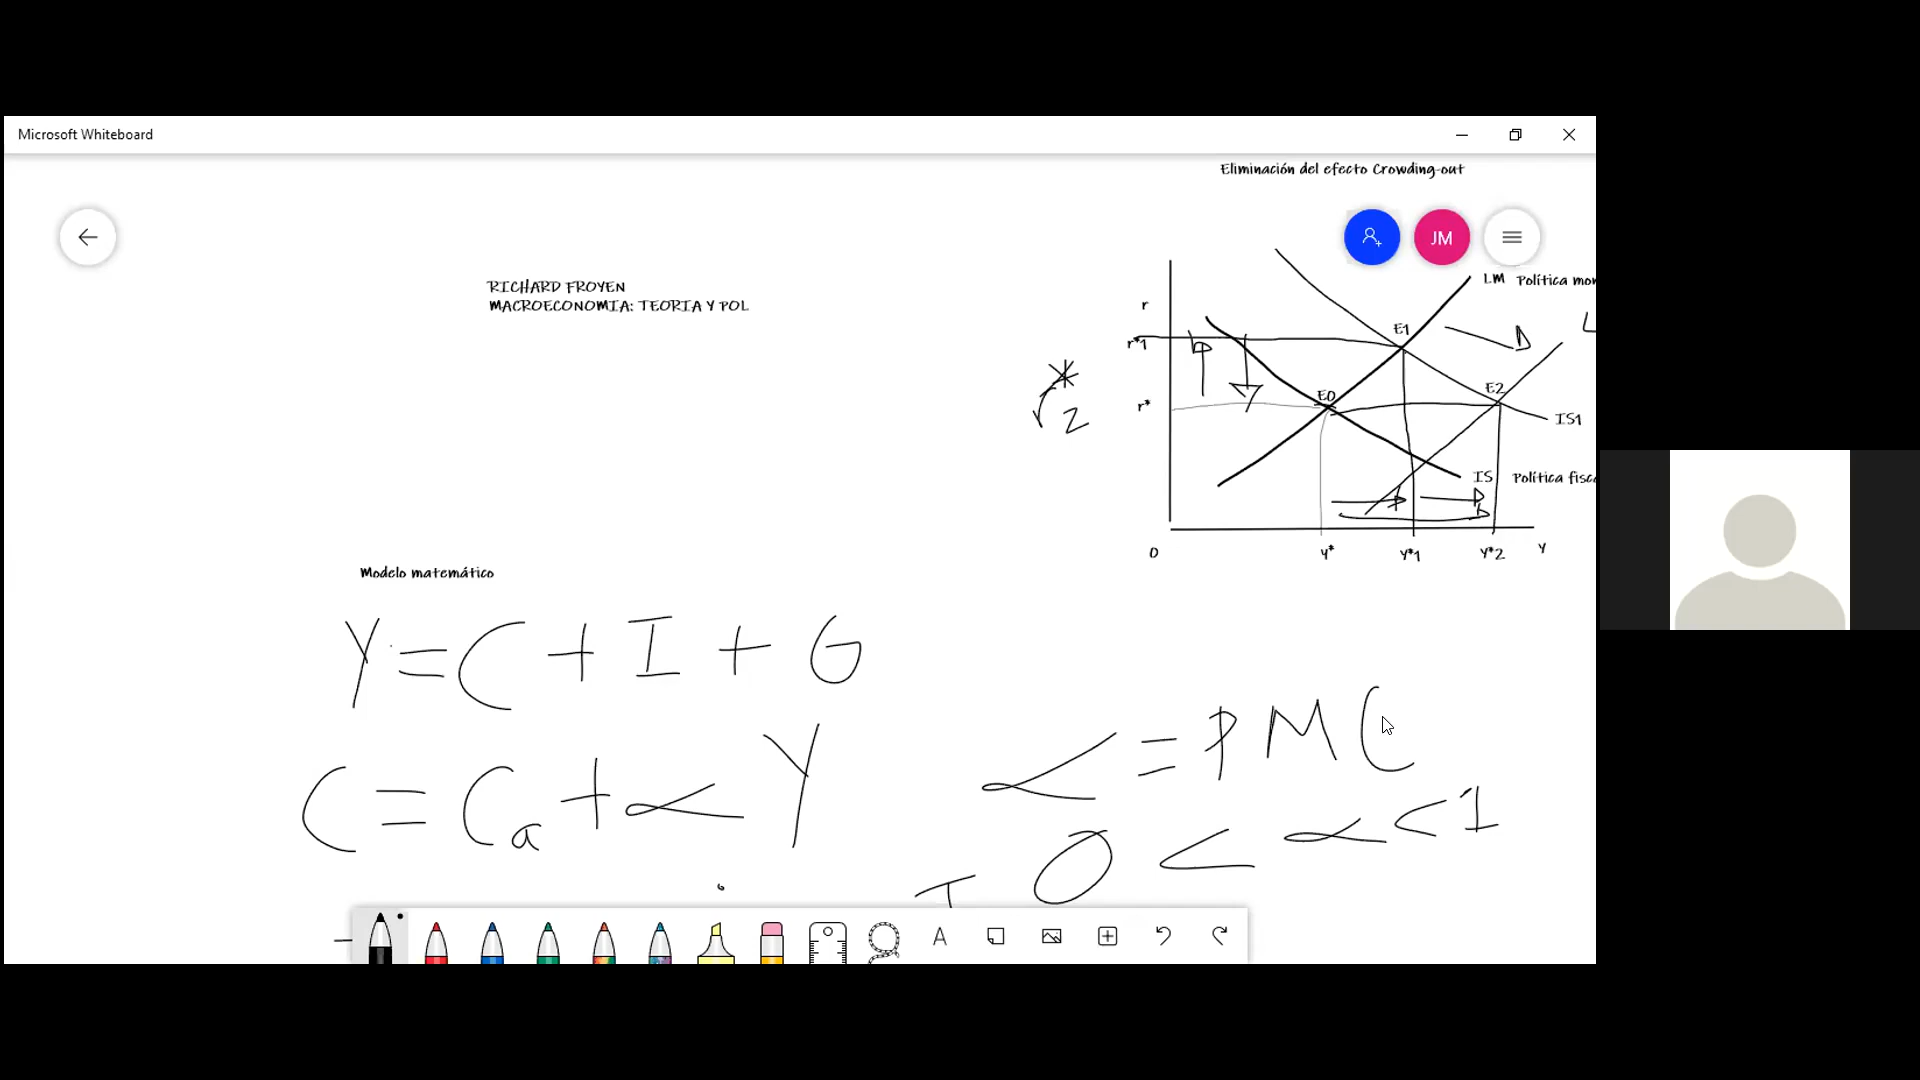 Microsoft Whiteboard
Eliminación del efecto Crowding-out
JM
RICHARD FROYEN
MACROECONOMIA: TEORIA Y POL
LM Política mon
r
E1
r*1
E2
r*
E0
r*2
IS1
IS Política fisc
0
Y*
Y*1
Y*2
Y
Modelo matemático
Y = C + I + G
C = Ca + α Y
α = PMC
0 < α < 1